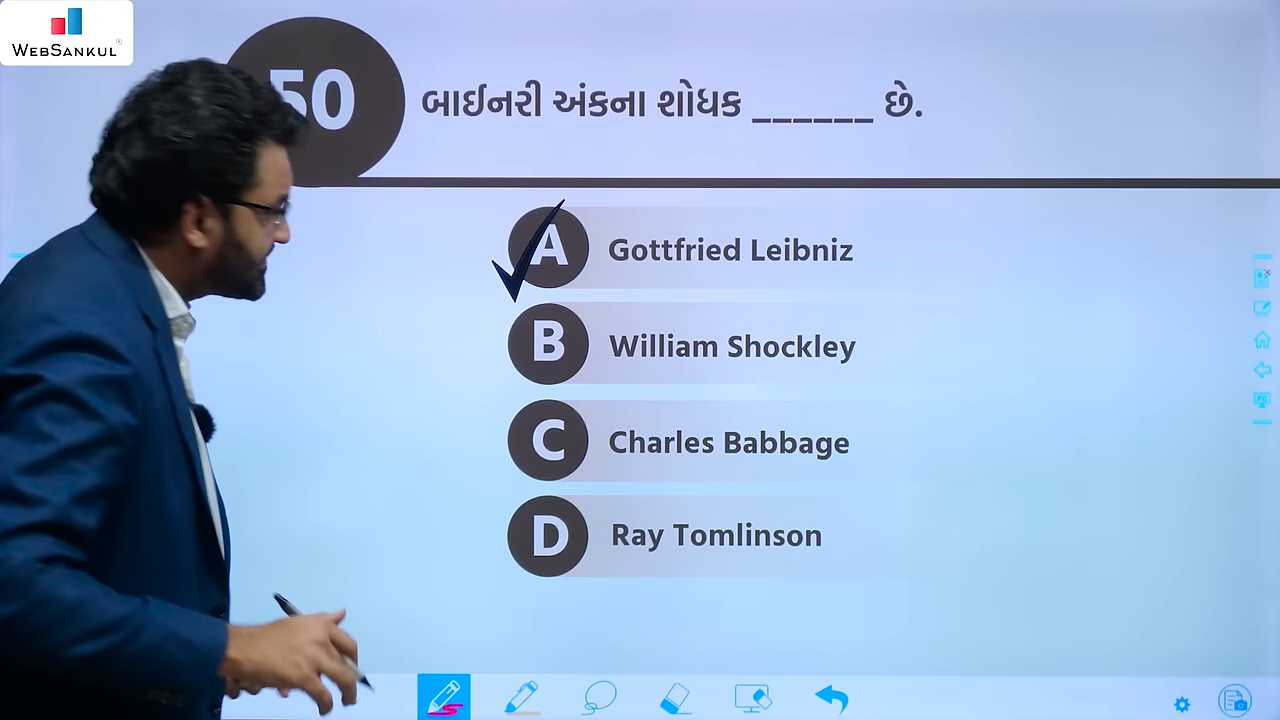 WEBSANKUL
50
બાઈનરી અંકના શોધક ______ છે.
A Gottfried Leibniz
B William Shockley
C Charles Babbage
D Ray Tomlinson